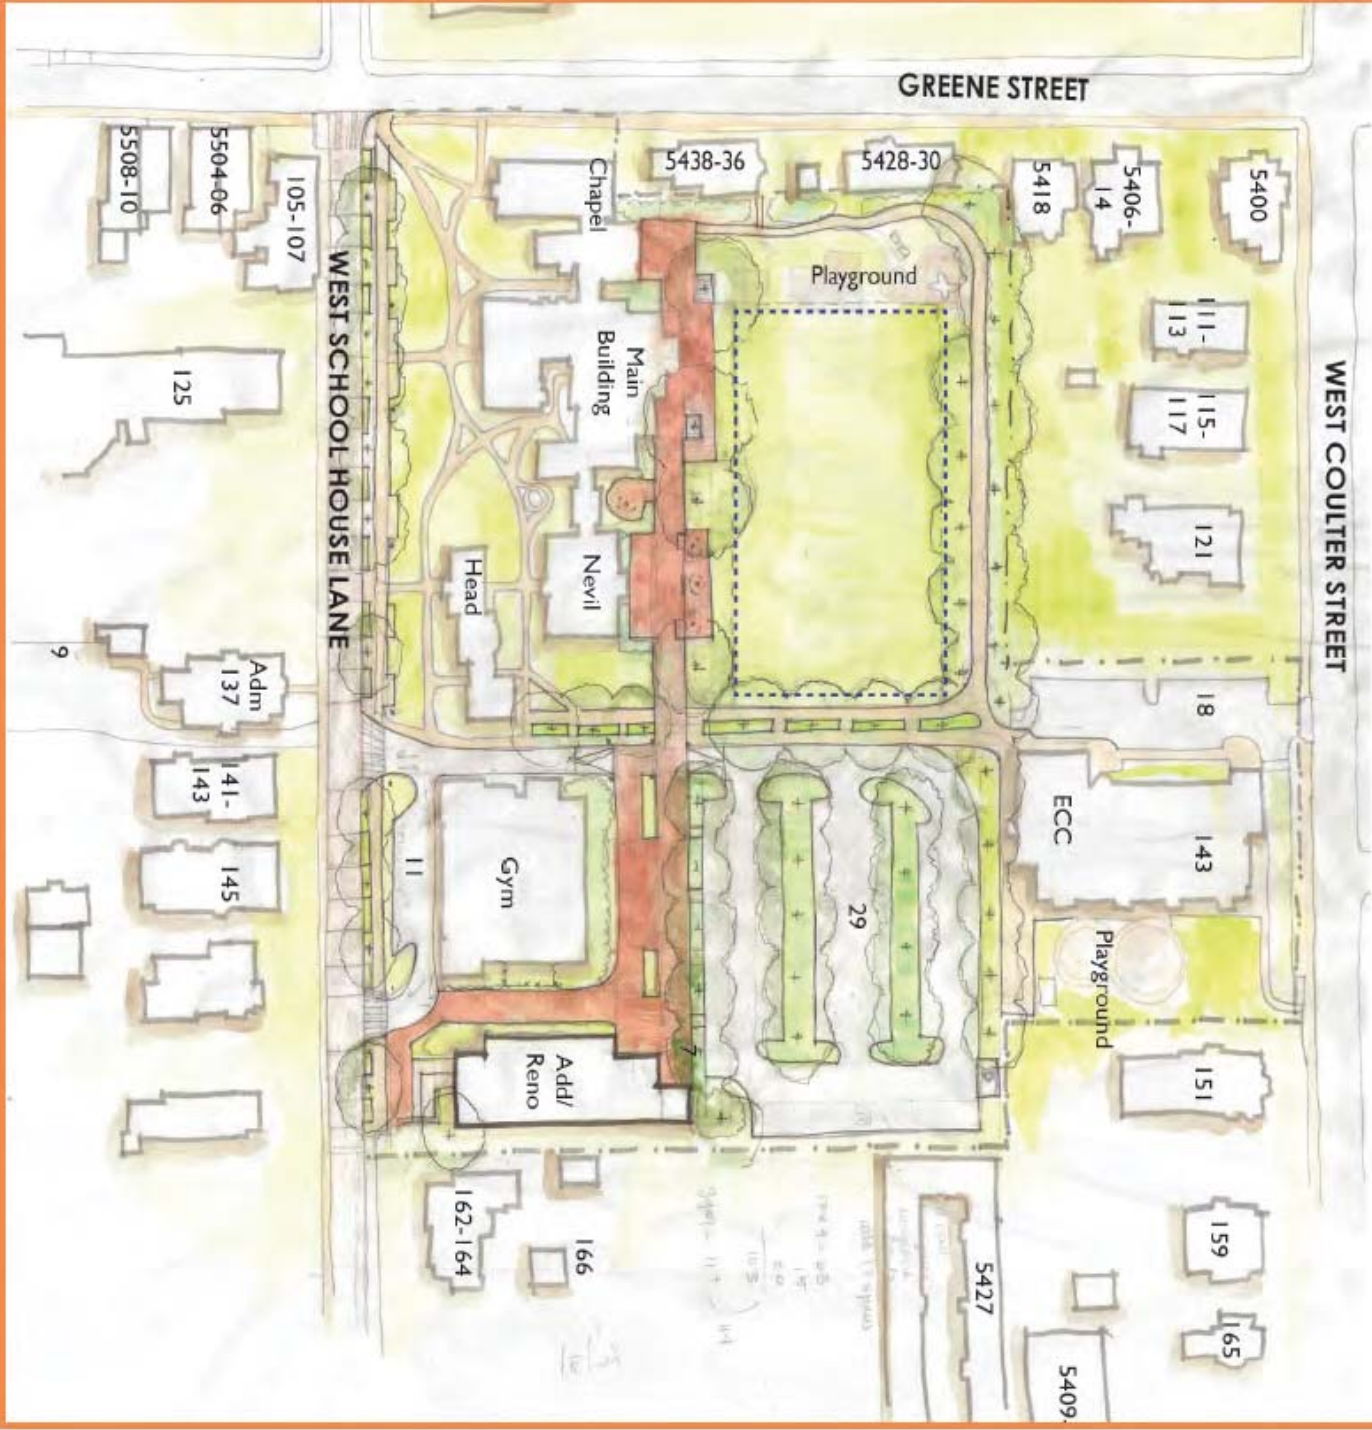 GREENE STREET
5508-10
5504-06
105-107
Chapel
5438-36
5428-30
5418
5406-
14
5400
Playground
WEST SCHOOL HOUSE LANE
125
Main
Building
111-
113
115-
117
121
WEST COULTER STREET
Head
Nevil
9
Adm
137
18
141-
143
145
11
Gym
29
ECC
143
Playground
Add/
Reno
7
151
162-164
166
5427
159
165
5409-